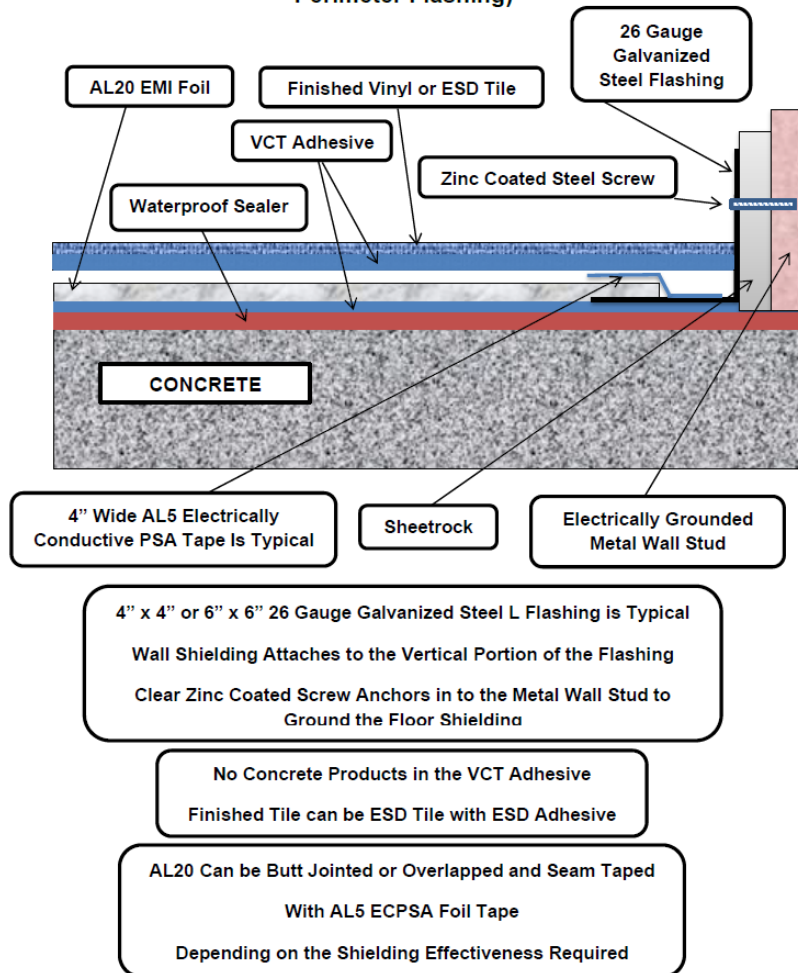 Perimeter Flashing)
26 Gauge
Galvanized
Steel Flashing
AL20 EMI Foil
Finished Vinyl or ESD Tile
VCT Adhesive
Zinc Coated Steel Screw
Waterproof Sealer
CONCRETE
4” Wide AL5 Electrically
Conductive PSA Tape Is Typical
Sheetrock
Electrically Grounded
Metal Wall Stud
4” x 4” or 6” x 6” 26 Gauge Galvanized Steel L Flashing is Typical
Wall Shielding Attaches to the Vertical Portion of the Flashing
Clear Zinc Coated Screw Anchors in to the Metal Wall Stud to
Ground the Floor Shielding
No Concrete Products in the VCT Adhesive
Finished Tile can be ESD Tile with ESD Adhesive
AL20 Can be Butt Jointed or Overlapped and Seam Taped
With AL5 ECPSA Foil Tape
Depending on the Shielding Effectiveness Required